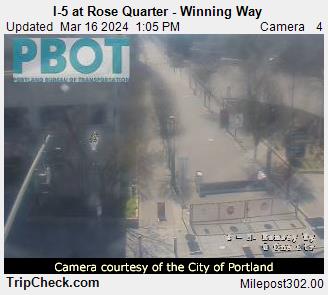 I-5 at Rose Quarter - Winning Way
Updated Mar 16 2024 1:05 PM Camera 4
PBOT
PORTLAND BUREAU OF TRANSPORTATION
Camera courtesy of the City of Portland
TripCheck.com Milepost302.00